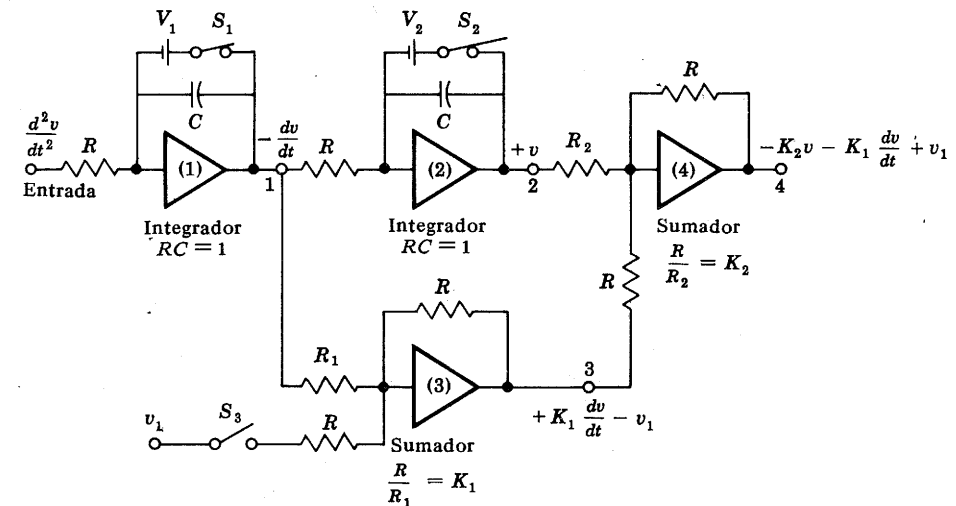 V₁ S₁
V₂ S₂
C
C
R
d²v/dt²
R
Entrada
(1)
− dv/dt
1
R
(2)
+v
2
R₂
(4)
−K₂v − K₁ dv/dt + v₁
4
Integrador
RC = 1
Integrador
RC = 1
Sumador
R/R₂ = K₂
R
R
R₁
(3)
3
+K₁ dv/dt − v₁
v₁
S₃
R
Sumador
R/R₁ = K₁